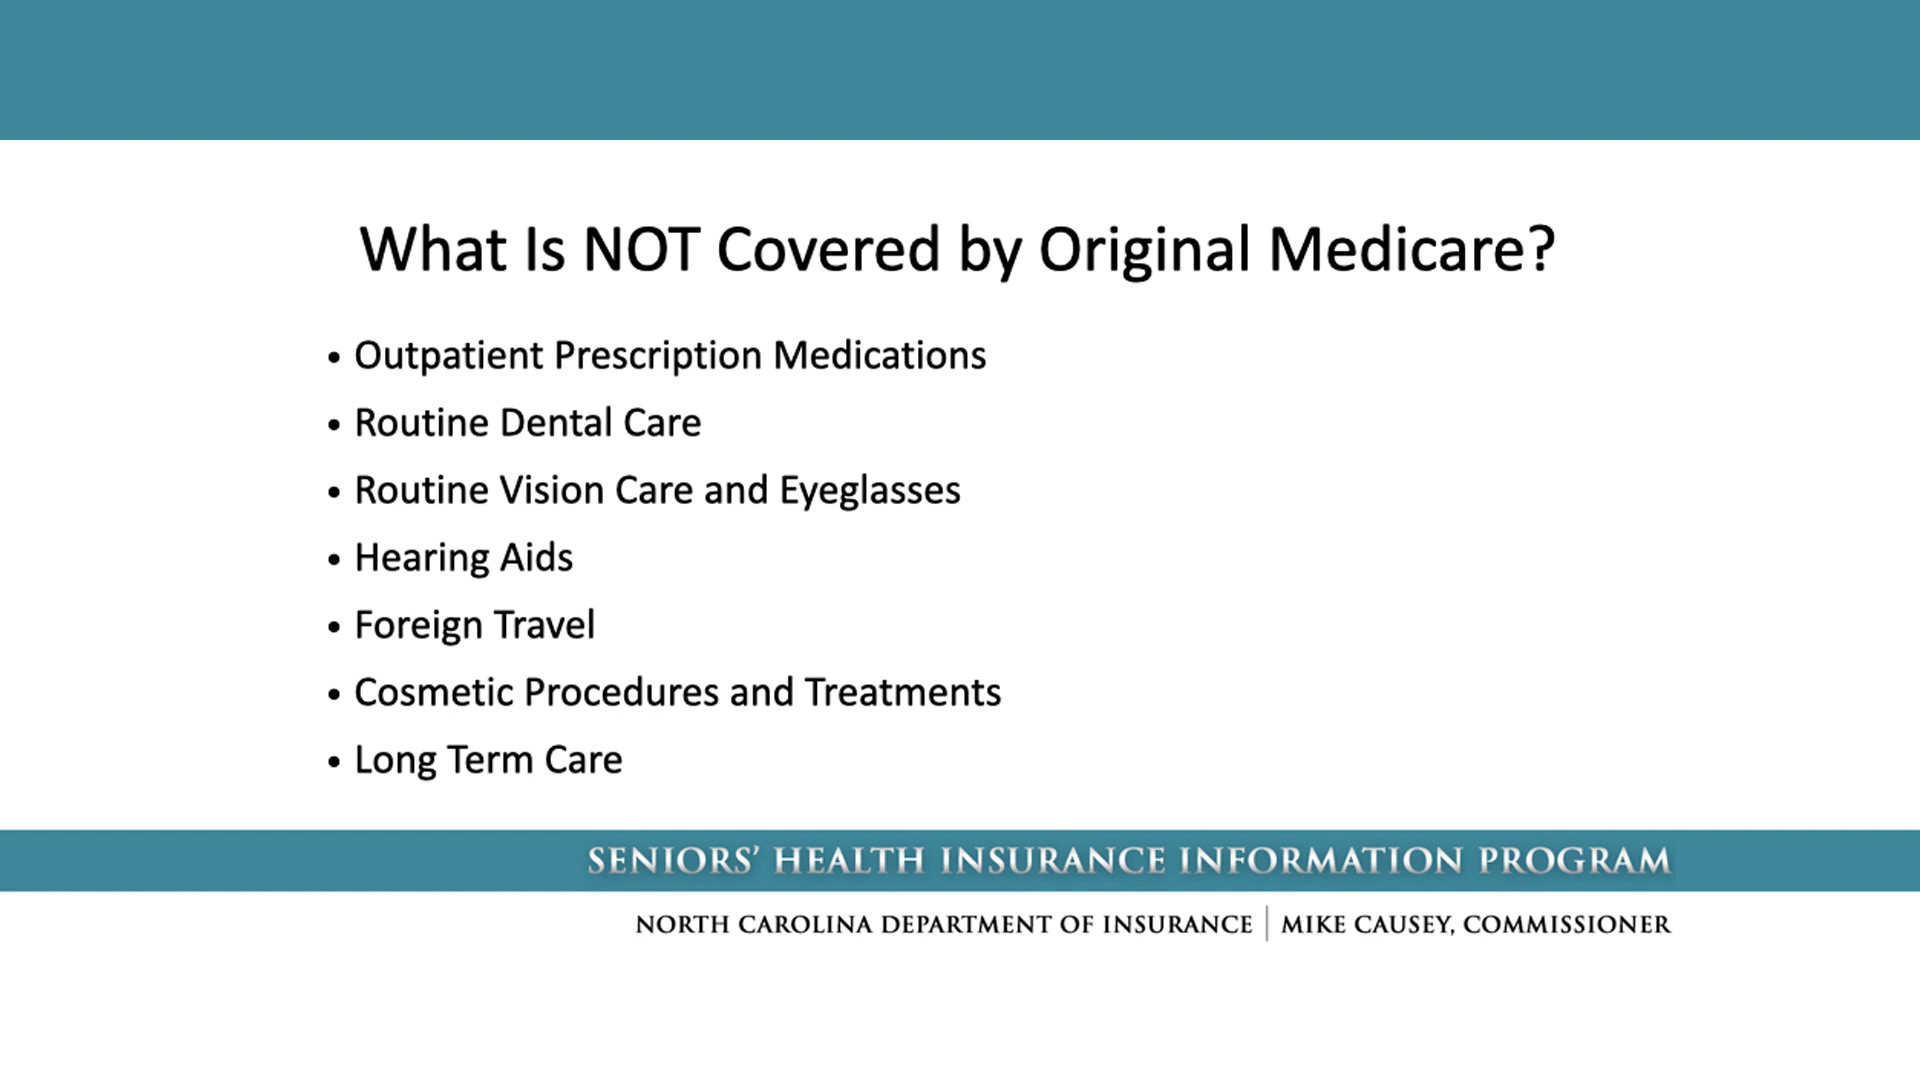 What Is NOT Covered by Original Medicare?
• Outpatient Prescription Medications
• Routine Dental Care
• Routine Vision Care and Eyeglasses
• Hearing Aids
• Foreign Travel
• Cosmetic Procedures and Treatments
• Long Term Care
SENIORS' HEALTH INSURANCE INFORMATION PROGRAM
NORTH CAROLINA DEPARTMENT OF INSURANCE | MIKE CAUSEY, COMMISSIONER